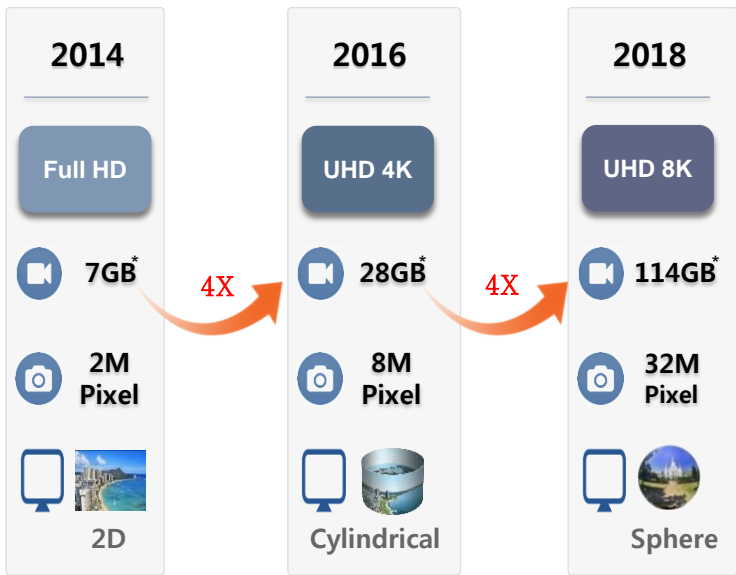 2014
Full HD
7GB*
2M
Pixel
2D
4X
2016
UHD 4K
28GB*
8M
Pixel
Cylindrical
4X
2018
UHD 8K
114GB*
32M
Pixel
Sphere